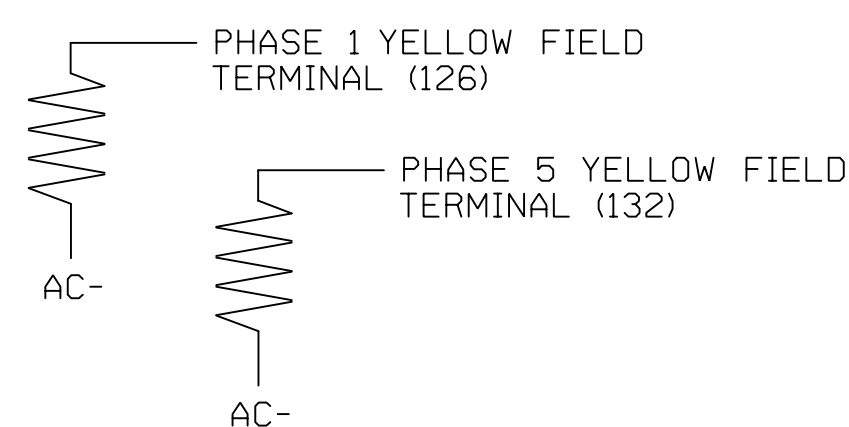 PHASE 1 YELLOW FIELD
TERMINAL (126)
AC-
PHASE 5 YELLOW FIELD
TERMINAL (132)
AC-